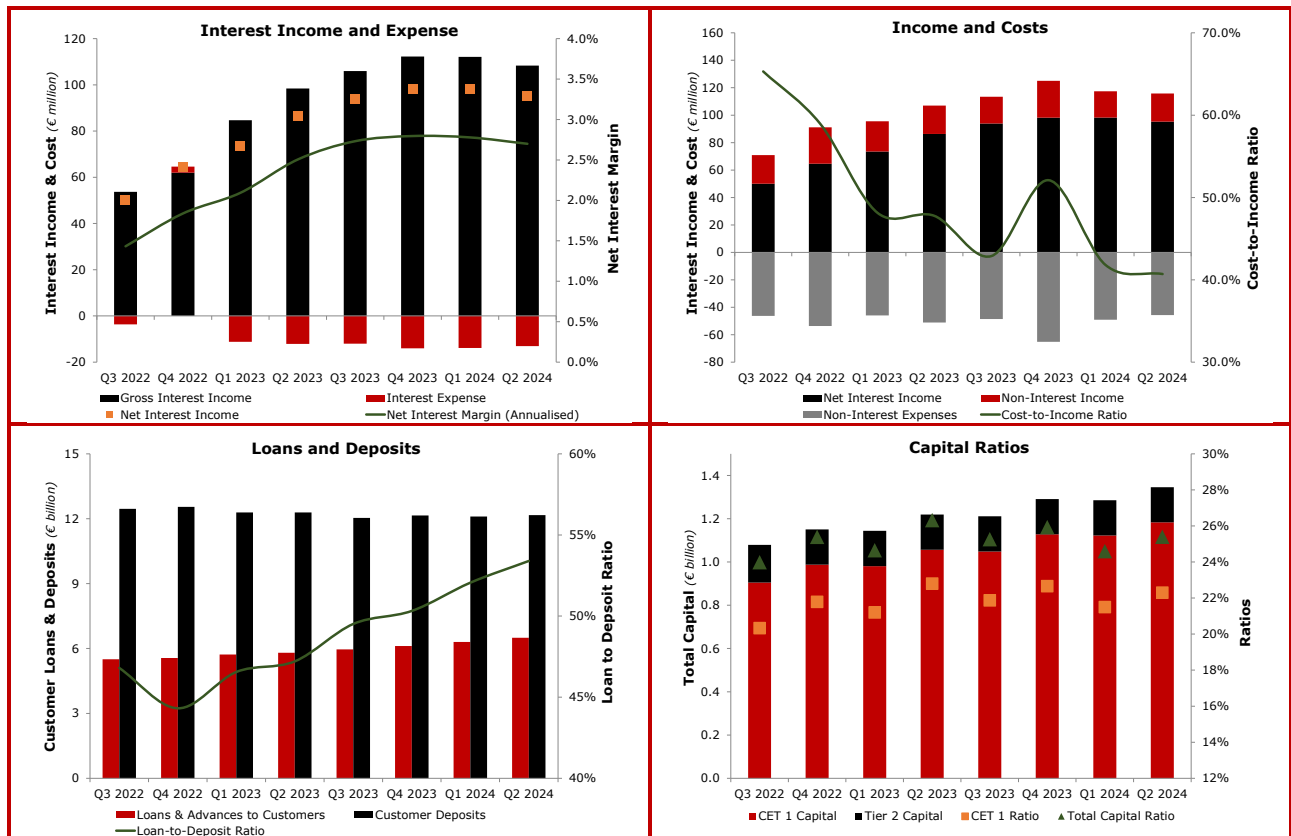 Interest Income and Expense
Interest Income & Cost (€ million)
120
100
80
60
40
20
0
-20
4.0%
3.5%
3.0%
2.5%
2.0%
1.5%
1.0%
0.5%
0.0%
Net Interest Margin
Q3 2022 Q4 2022 Q1 2023 Q2 2023 Q3 2023 Q4 2023 Q1 2024 Q2 2024
Gross Interest Income Interest Expense
Net Interest Income Net Interest Margin (Annualised)
Income and Costs
Interest Income & Cost (€ million)
160
140
120
100
80
60
40
20
0
-20
-40
-60
-80
70.0%
60.0%
50.0%
40.0%
30.0%
Cost-to-Income Ratio
Q3 2022 Q4 2022 Q1 2023 Q2 2023 Q3 2023 Q4 2023 Q1 2024 Q2 2024
Net Interest Income Non-Interest Income
Non-Interest Expenses Cost-to-Income Ratio
Loans and Deposits
Customer Loans & Deposits (€ billion)
15
12
9
6
3
0
60%
55%
50%
45%
40%
Loan to Deposit Ratio
Q3 2022 Q4 2022 Q1 2023 Q2 2023 Q3 2023 Q4 2023 Q1 2024 Q2 2024
Loans & Advances to Customers Customer Deposits
Loan-to-Deposit Ratio
Capital Ratios
Total Capital (€ billion)
1.4
1.2
1.0
0.8
0.6
0.4
0.2
0.0
30%
28%
26%
24%
22%
20%
18%
16%
14%
12%
Ratios
Q3 2022 Q4 2022 Q1 2023 Q2 2023 Q3 2023 Q4 2023 Q1 2024 Q2 2024
CET 1 Capital Tier 2 Capital CET 1 Ratio Total Capital Ratio